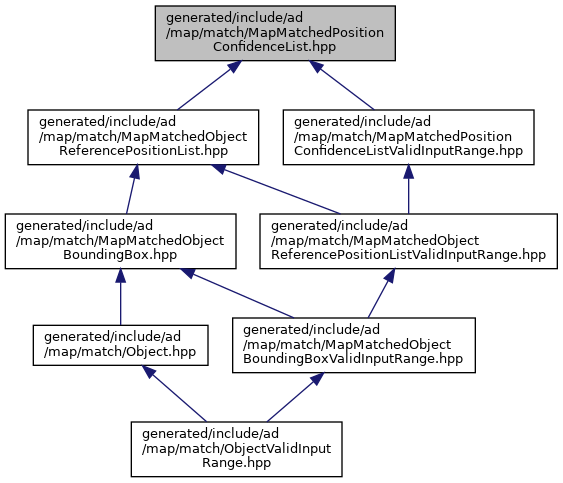 generated/include/ad
/map/match/MapMatchedPosition
ConfidenceList.hpp
generated/include/ad
/map/match/MapMatchedObject
ReferencePositionList.hpp
generated/include/ad
/map/match/MapMatchedPosition
ConfidenceListValidInputRange.hpp
generated/include/ad
/map/match/MapMatchedObject
BoundingBox.hpp
generated/include/ad
/map/match/MapMatchedObject
ReferencePositionListValidInputRange.hpp
generated/include/ad
/map/match/Object.hpp
generated/include/ad
/map/match/MapMatchedObject
BoundingBoxValidInputRange.hpp
generated/include/ad
/map/match/ObjectValidInput
Range.hpp